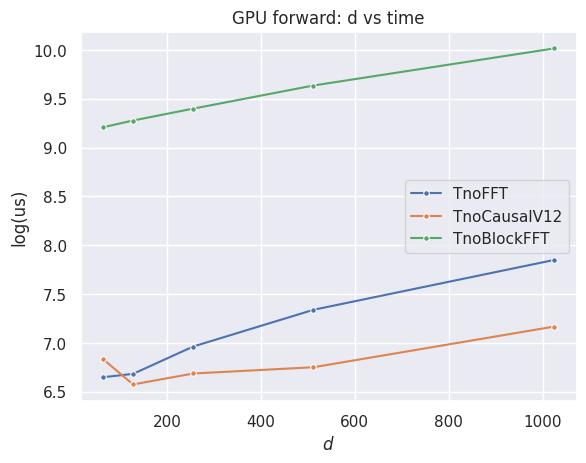 GPU forward: d vs time
log(us)
10.0
9.5
9.0
8.5
8.0
7.5
7.0
6.5
TnoFFT
TnoCausalV12
TnoBlockFFT
200
400
600
800
1000
d